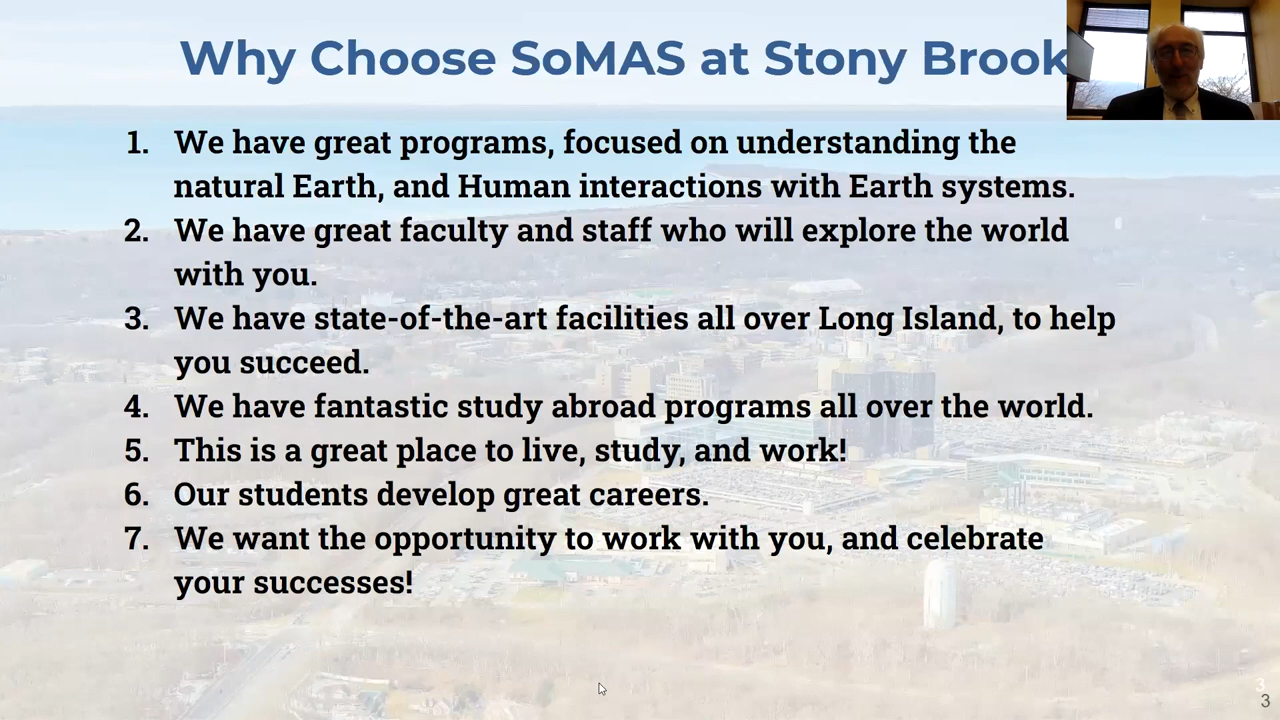 Why Choose SoMAS at Stony Brook
1. We have great programs, focused on understanding the
natural Earth, and Human interactions with Earth systems.
2. We have great faculty and staff who will explore the world
with you.
3. We have state-of-the-art facilities all over Long Island, to help
you succeed.
4. We have fantastic study abroad programs all over the world.
5. This is a great place to live, study, and work!
6. Our students develop great careers.
7. We want the opportunity to work with you, and celebrate
your successes!
3
3